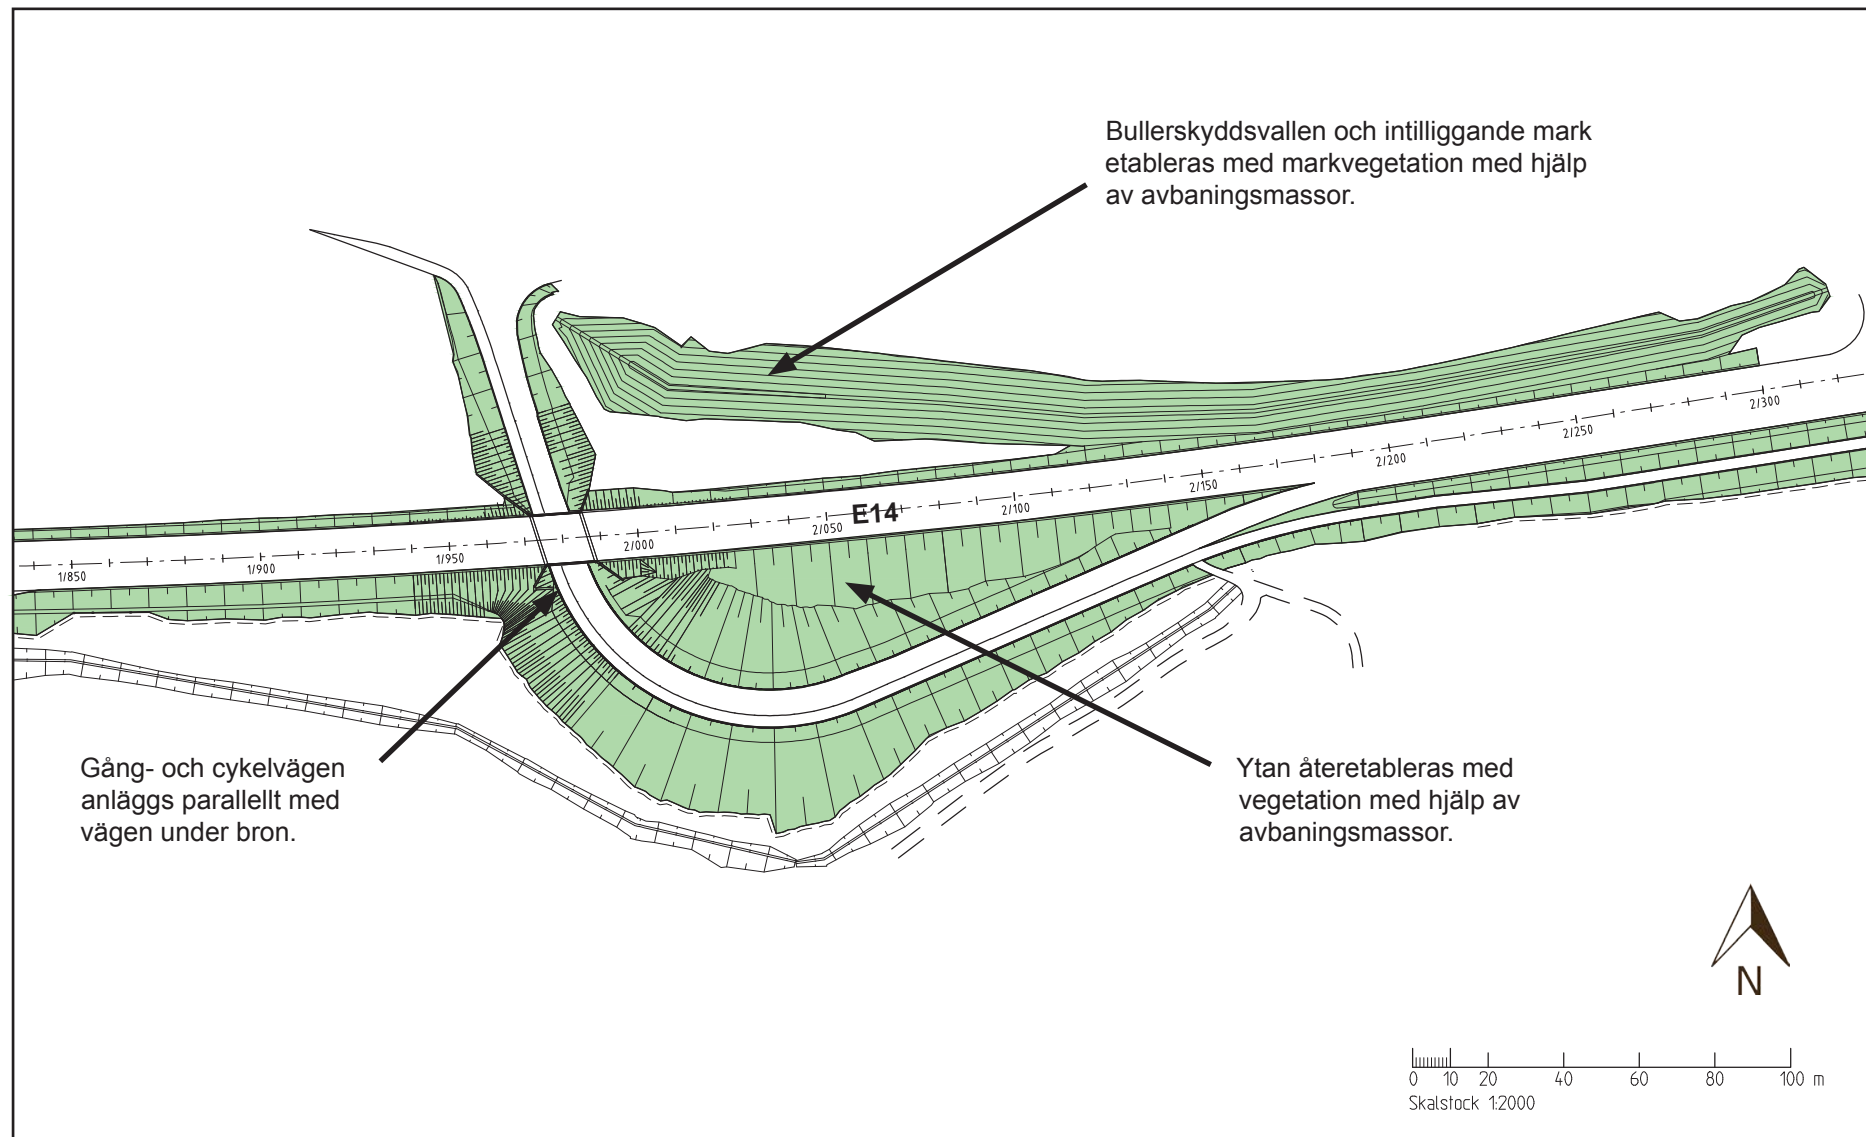 Bullerskyddsvallen och intilliggande mark
etableras med markvegetation med hjälp
av avbaningsmassor.
2/300
2/250
2/200
2/150
2/100
E14
2/050
2/000
1/950
1/900
1/850
Gång- och cykelvägen
anläggs parallellt med
vägen under bron.
Ytan återetableras med
vegetation med hjälp av
avbaningsmassor.
N
0 10 20 40 60 80 100 m
Skalstock 1:2000